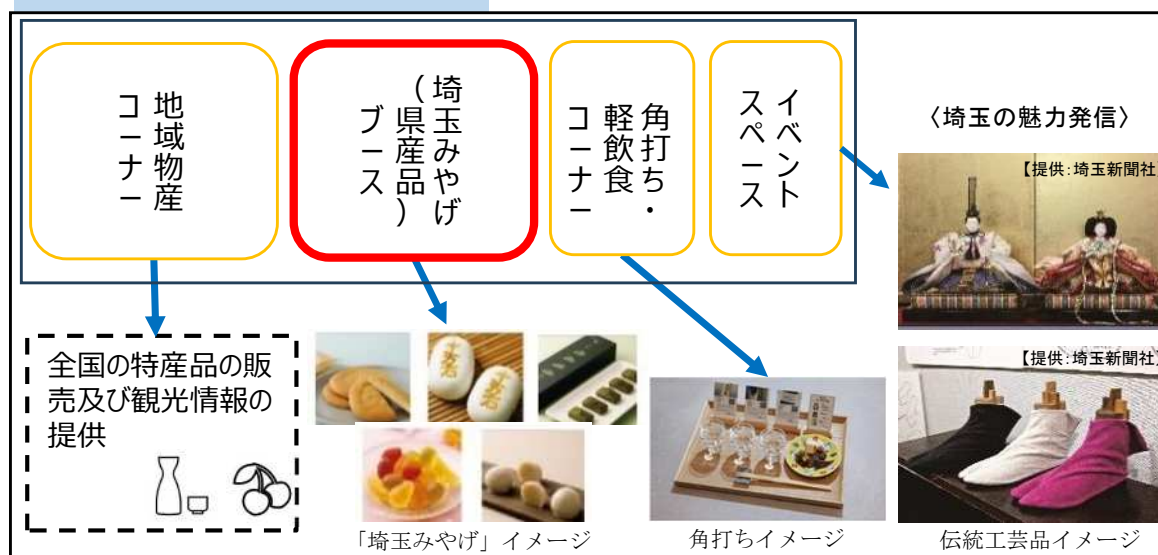 地域物産
コーナー
埼玉みやげ
（県産品）
ブース
角打ち・
軽飲食
コーナー
イベント
スペース
〈埼玉の魅力発信〉
【提供：埼玉新聞社】
全国の特産品の販
売及び観光情報の
提供
【提供：埼玉新聞社】
「埼玉みやげ」イメージ
角打ちイメージ
伝統工芸品イメージ